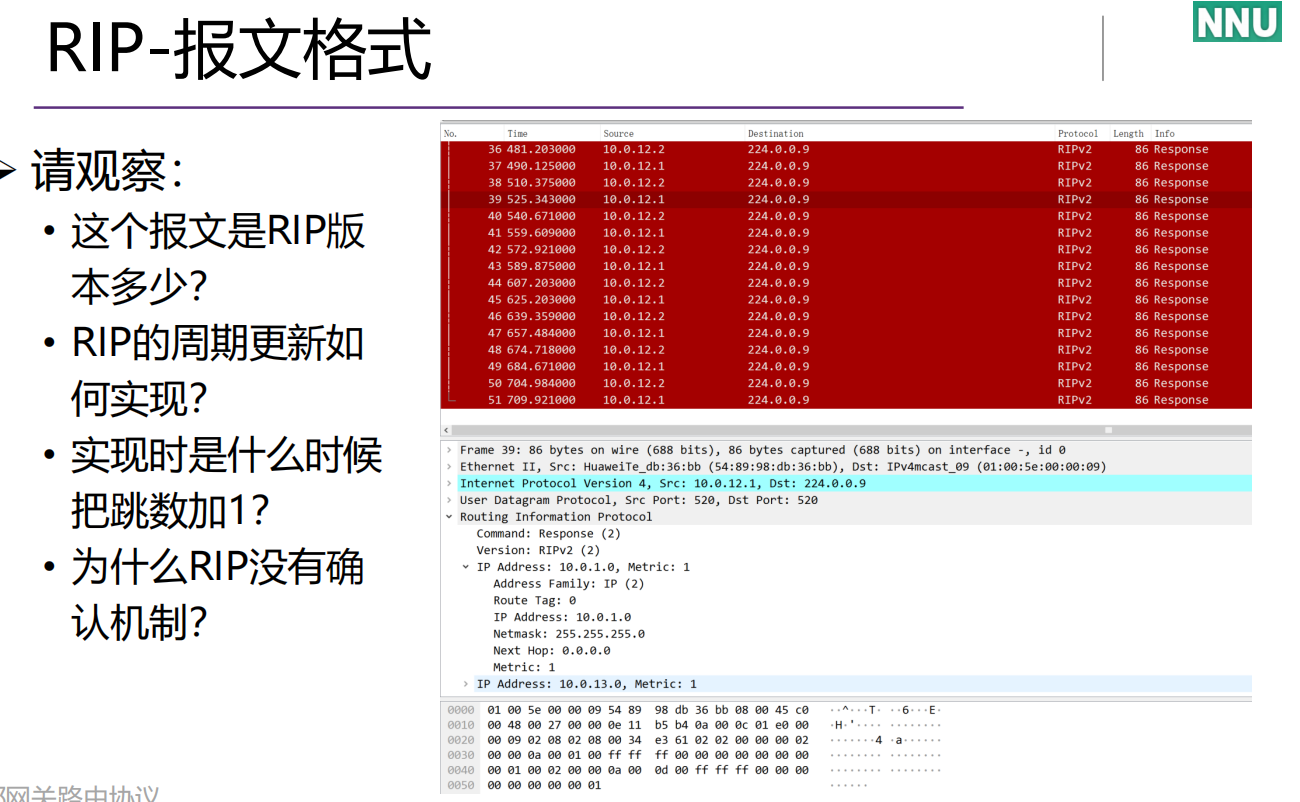 RIP-报文格式
NNU
请观察：
• 这个报文是RIP版
本多少？
• RIP的周期更新如
何实现？
• 实现时是什么时候
把跳数加1？
• 为什么RIP没有确
认机制？
No. Time Source Destination Protocol Length Info
36 481.203000 10.0.12.2 224.0.0.9 RIPv2 86 Response
37 490.125000 10.0.12.1 224.0.0.9 RIPv2 86 Response
38 510.375000 10.0.12.2 224.0.0.9 RIPv2 86 Response
39 525.343000 10.0.12.1 224.0.0.9 RIPv2 86 Response
40 540.671000 10.0.12.2 224.0.0.9 RIPv2 86 Response
41 559.609000 10.0.12.1 224.0.0.9 RIPv2 86 Response
42 572.921000 10.0.12.2 224.0.0.9 RIPv2 86 Response
43 589.875000 10.0.12.1 224.0.0.9 RIPv2 86 Response
44 607.203000 10.0.12.2 224.0.0.9 RIPv2 86 Response
45 625.203000 10.0.12.1 224.0.0.9 RIPv2 86 Response
46 639.359000 10.0.12.2 224.0.0.9 RIPv2 86 Response
47 657.484000 10.0.12.1 224.0.0.9 RIPv2 86 Response
48 674.718000 10.0.12.2 224.0.0.9 RIPv2 86 Response
49 684.671000 10.0.12.1 224.0.0.9 RIPv2 86 Response
50 704.984000 10.0.12.2 224.0.0.9 RIPv2 86 Response
51 709.921000 10.0.12.1 224.0.0.9 RIPv2 86 Response
Frame 39: 86 bytes on wire (688 bits), 86 bytes captured (688 bits) on interface -, id 0
Ethernet II, Src: HuaweiTe_db:36:bb (54:89:98:db:36:bb), Dst: IPv4mcast_09 (01:00:5e:00:00:09)
Internet Protocol Version 4, Src: 10.0.12.1, Dst: 224.0.0.9
User Datagram Protocol, Src Port: 520, Dst Port: 520
Routing Information Protocol
Command: Response (2)
Version: RIPv2 (2)
IP Address: 10.0.1.0, Metric: 1
Address Family: IP (2)
Route Tag: 0
IP Address: 10.0.1.0
Netmask: 255.255.255.0
Next Hop: 0.0.0.0
Metric: 1
IP Address: 10.0.13.0, Metric: 1
0000 01 00 5e 00 00 09 54 89 98 db 36 bb 08 00 45 c0 ··^···T· ··6···E·
0010 00 48 00 27 00 00 0e 11 b5 b4 0a 00 0c 01 e0 00 ·H·'···· ········
0020 00 09 02 08 02 08 00 34 e3 61 02 02 00 00 00 02 ·······4 ·a······
0030 00 00 0a 00 01 00 ff ff ff 00 00 00 00 00 00 00 ········ ········
0040 00 01 00 02 00 00 0a 00 0d 00 ff ff ff 00 00 00 ········ ········
0050 00 00 00 00 00 01 ······
网关路由协议